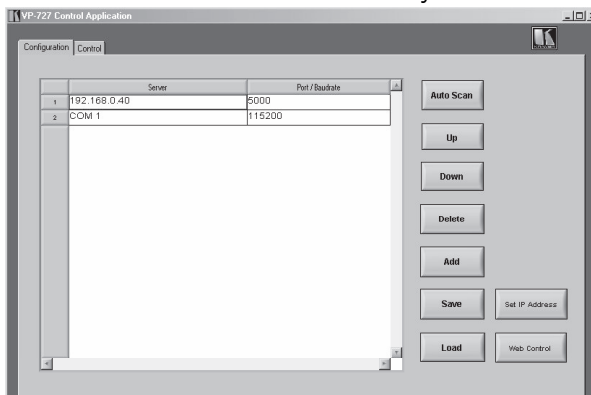 VP-727 Control Application
Configuration Control
Server Port / Baudrate
1 192.168.0.40 5000
2 COM 1 115200
Auto Scan
Up
Down
Delete
Add
Save Set IP Address
Load Web Control